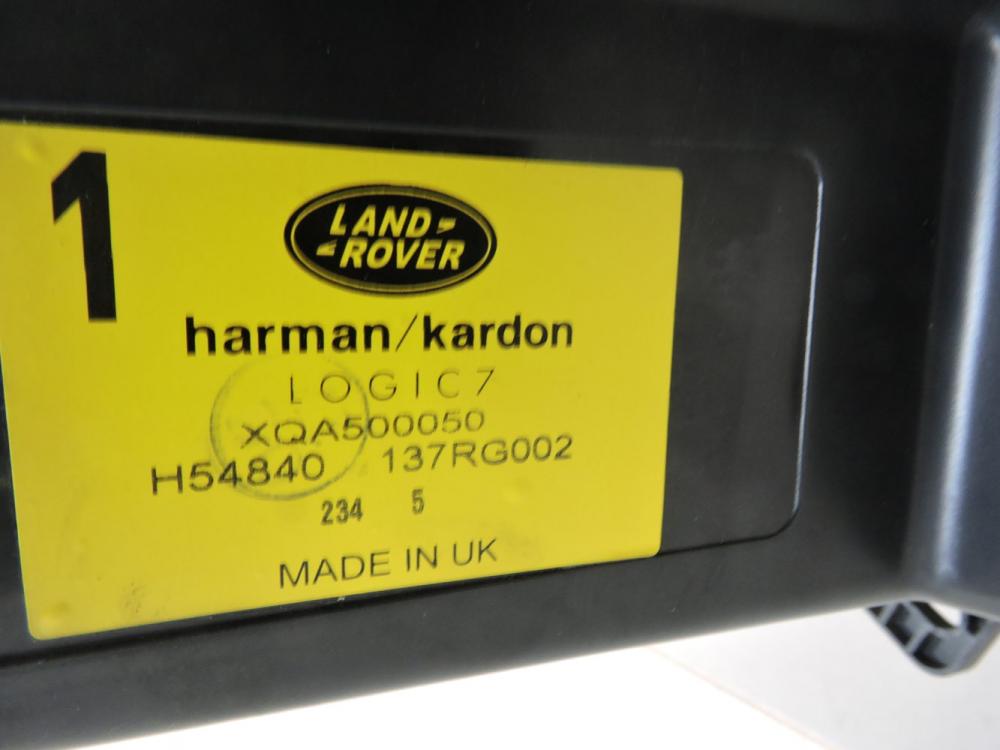 1
LAND
ROVER
harman/kardon
LOGIC7
XQA500050
H54840 137RG002
234 5
MADE IN UK